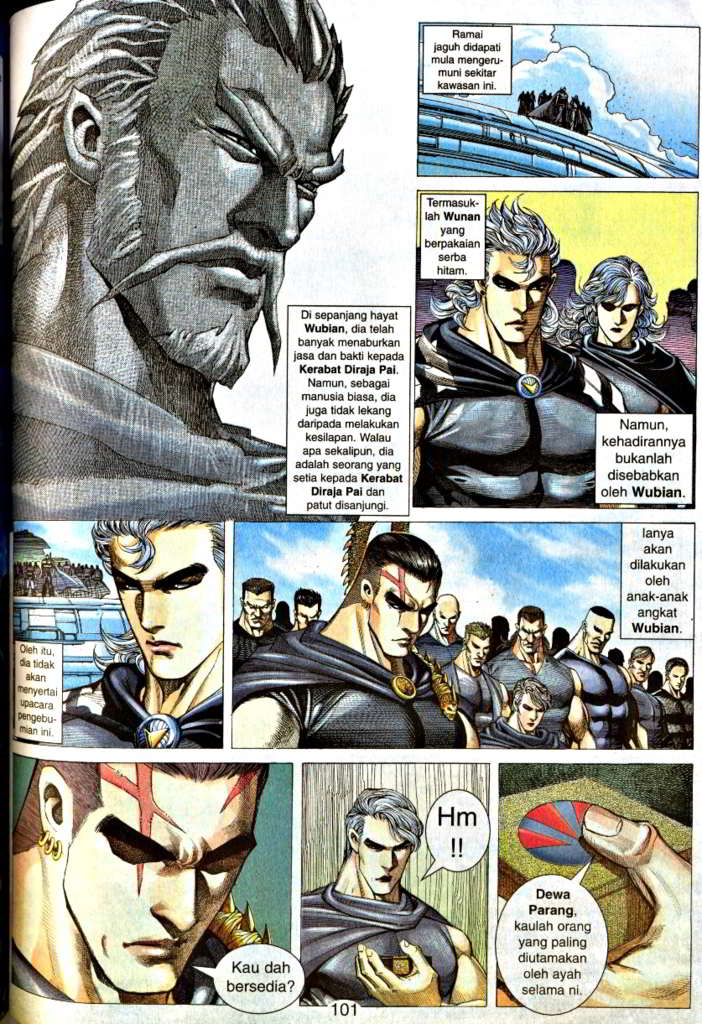 Ramai
jaguh didapati
mula mengeru-
muni sekitar
kawasan ini.
Di sepanjang hayat
Wubian, dia telah
banyak menaburkan
jasa dan bakti kepada
Kerabat Diraja Pai.
Namun, sebagai
manusia biasa, dia
juga tidak lekang
daripada melakukan
kesilapan. Walau
apa sekalipun, dia
adalah seorang yang
setia kepada Kerabat
Diraja Pai dan
patut disanjungi.
Termasuk-
lah Wunan
yang
berpakaian
serba
hitam.
Namun,
kehadirannya
bukanlah
disebabkan
oleh Wubian.
Oleh itu,
dia tidak
akan
menyertai
upacara
pengebu-
mian ini.
Ianya
akan
dilakukan
oleh
anak-anak
angkat
Wubian.
Kau dah
bersedia?
Hm
!!
Dewa
Parang,
kaulah orang
yang paling
diutamakan
oleh ayah
selama ni.
101